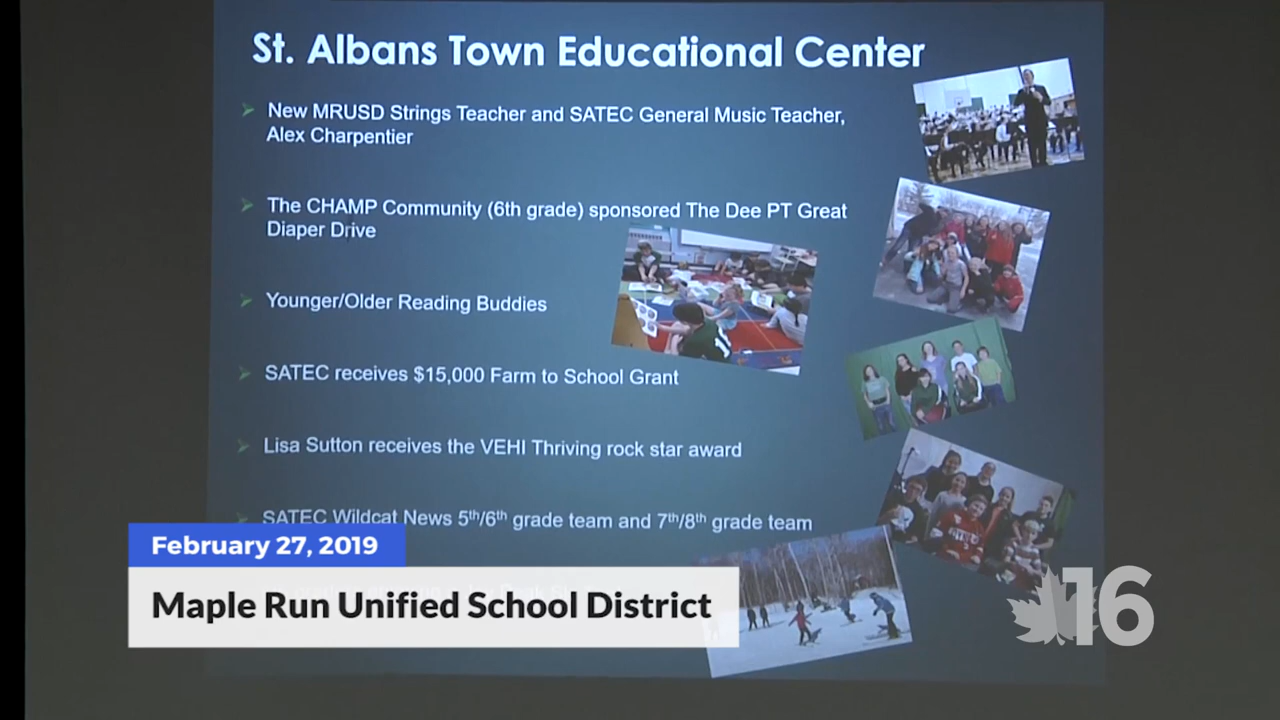 St. Albans Town Educational Center
New MRUSD Strings Teacher and SATEC General Music Teacher,
Alex Charpentier
The CHAMP Community (6th grade) sponsored The Dee PT Great
Diaper Drive
Younger/Older Reading Buddies
SATEC receives $15,000 Farm to School Grant
Lisa Sutton receives the VEHI Thriving rock star award
SATEC Wildcat News 5th/6th grade team and 7th/8th grade team
February 27, 2019
Maple Run Unified School District
16